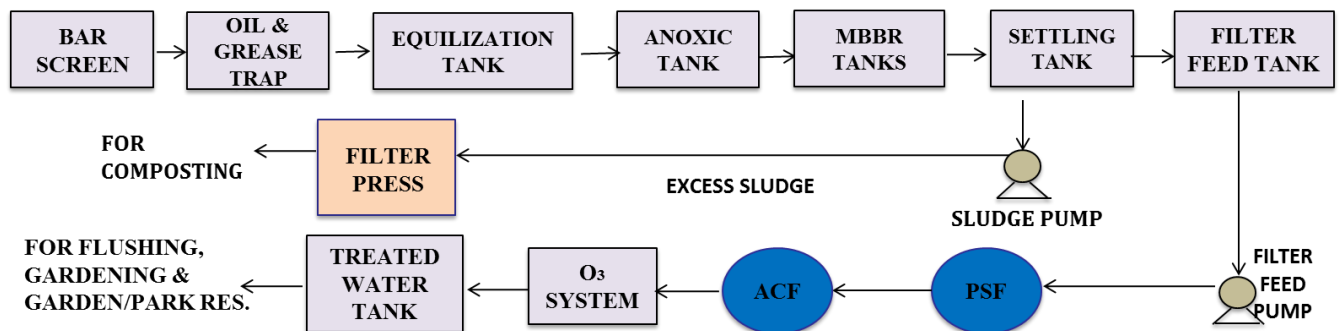 BAR
SCREEN
OIL &
GREASE
TRAP
EQUILIZATION
TANK
ANOXIC
TANK
MBBR
TANKS
SETTLING
TANK
FILTER
FEED TANK
FOR
COMPOSTING
FILTER
PRESS
EXCESS SLUDGE
SLUDGE PUMP
FOR FLUSHING,
GARDENING &
GARDEN/PARK RES.
TREATED
WATER
TANK
O₃
SYSTEM
ACF
PSF
FILTER
FEED
PUMP